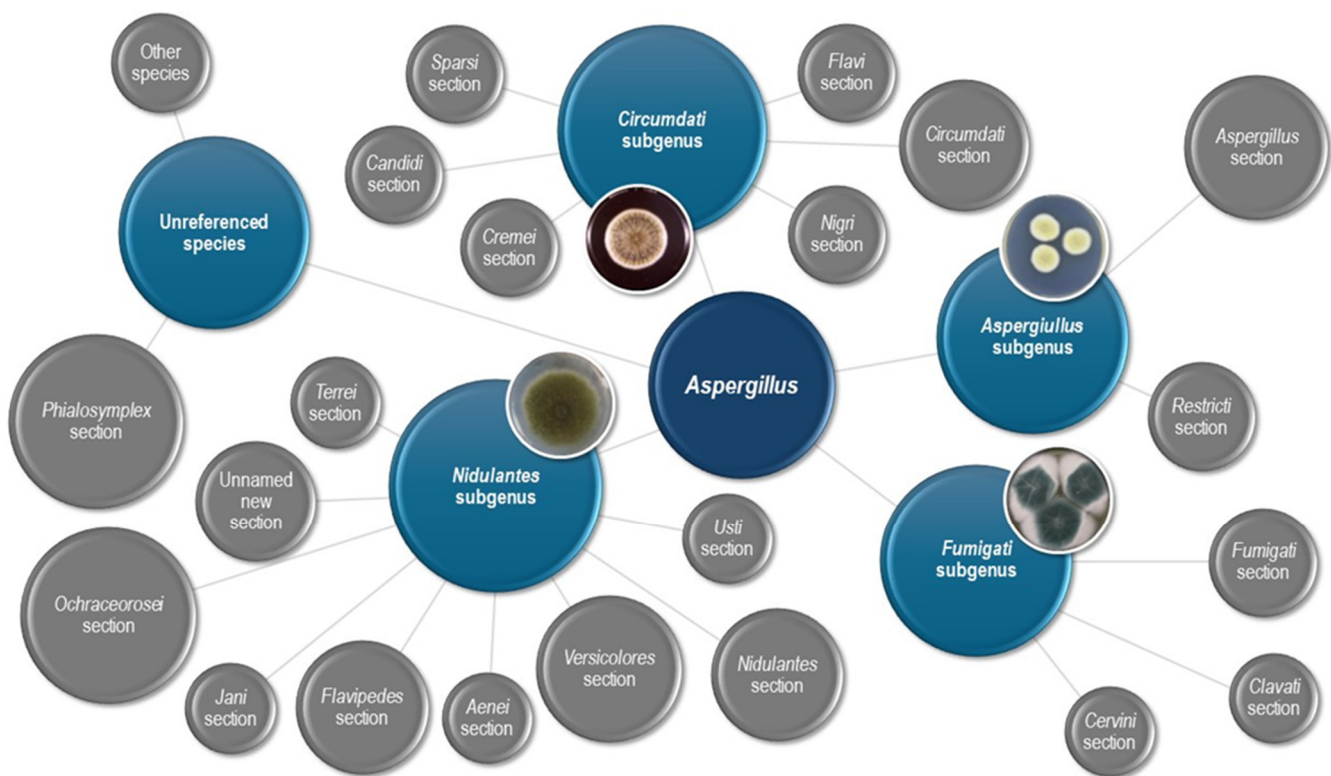 Other
species
Sparsi
section
Circumdati
subgenus
Flavi
section
Circumdati
section
Aspergillus
section
Candidi
section
Unreferenced
species
Cremei
section
Nigri
section
Aspergiullus
subgenus
Aspergillus
Phialosymplex
section
Terrei
section
Restricti
section
Nidulantes
subgenus
Unnamed
new
section
Usti
section
Fumigati
subgenus
Fumigati
section
Ochraceorosei
section
Versicolores
section
Nidulantes
section
Jani
section
Flavipedes
section
Aenei
section
Clavati
section
Cervini
section